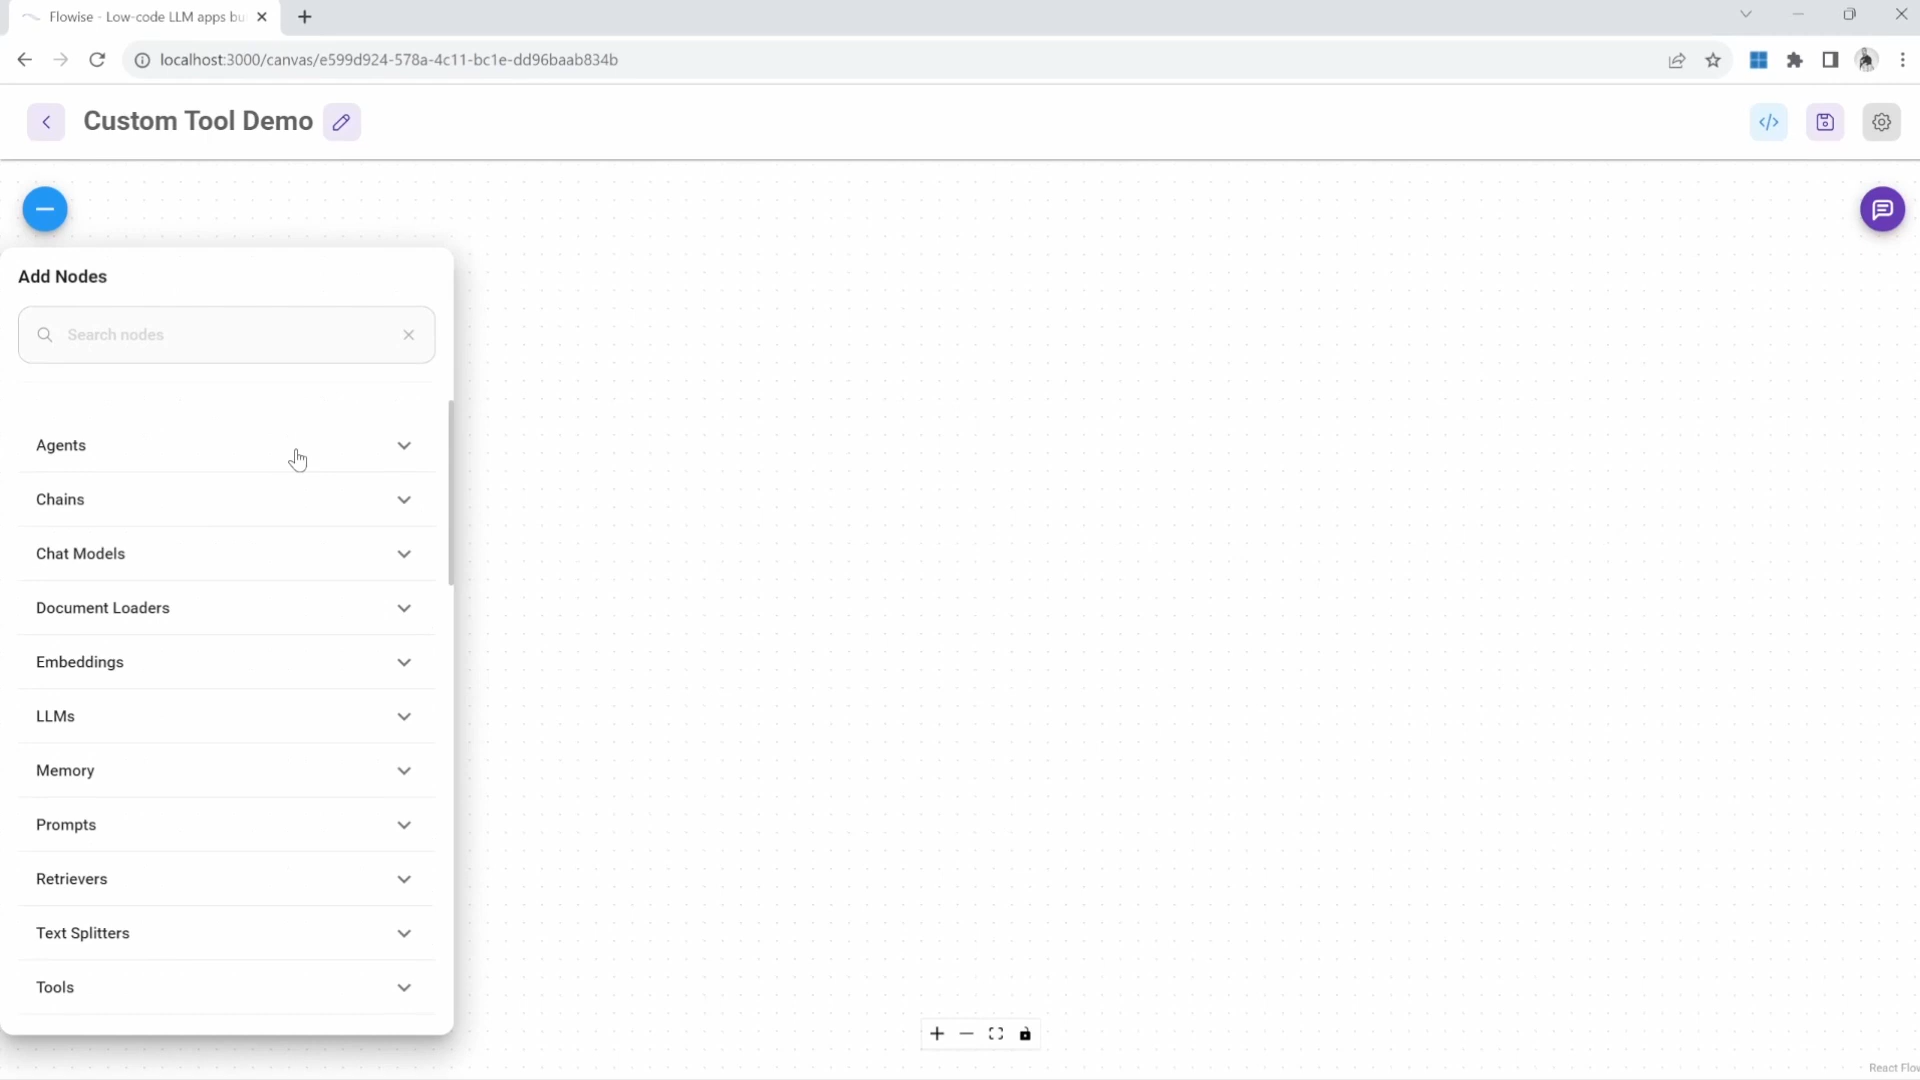 Flowise - Low-code LLM apps bu
localhost:3000/canvas/e599d924-578a-4c11-bc1e-dd96baab834b
Custom Tool Demo
</>
Add Nodes
Search nodes
Agents
Chains
Chat Models
Document Loaders
Embeddings
LLMs
Memory
Prompts
Retrievers
Text Splitters
Tools
React Flow